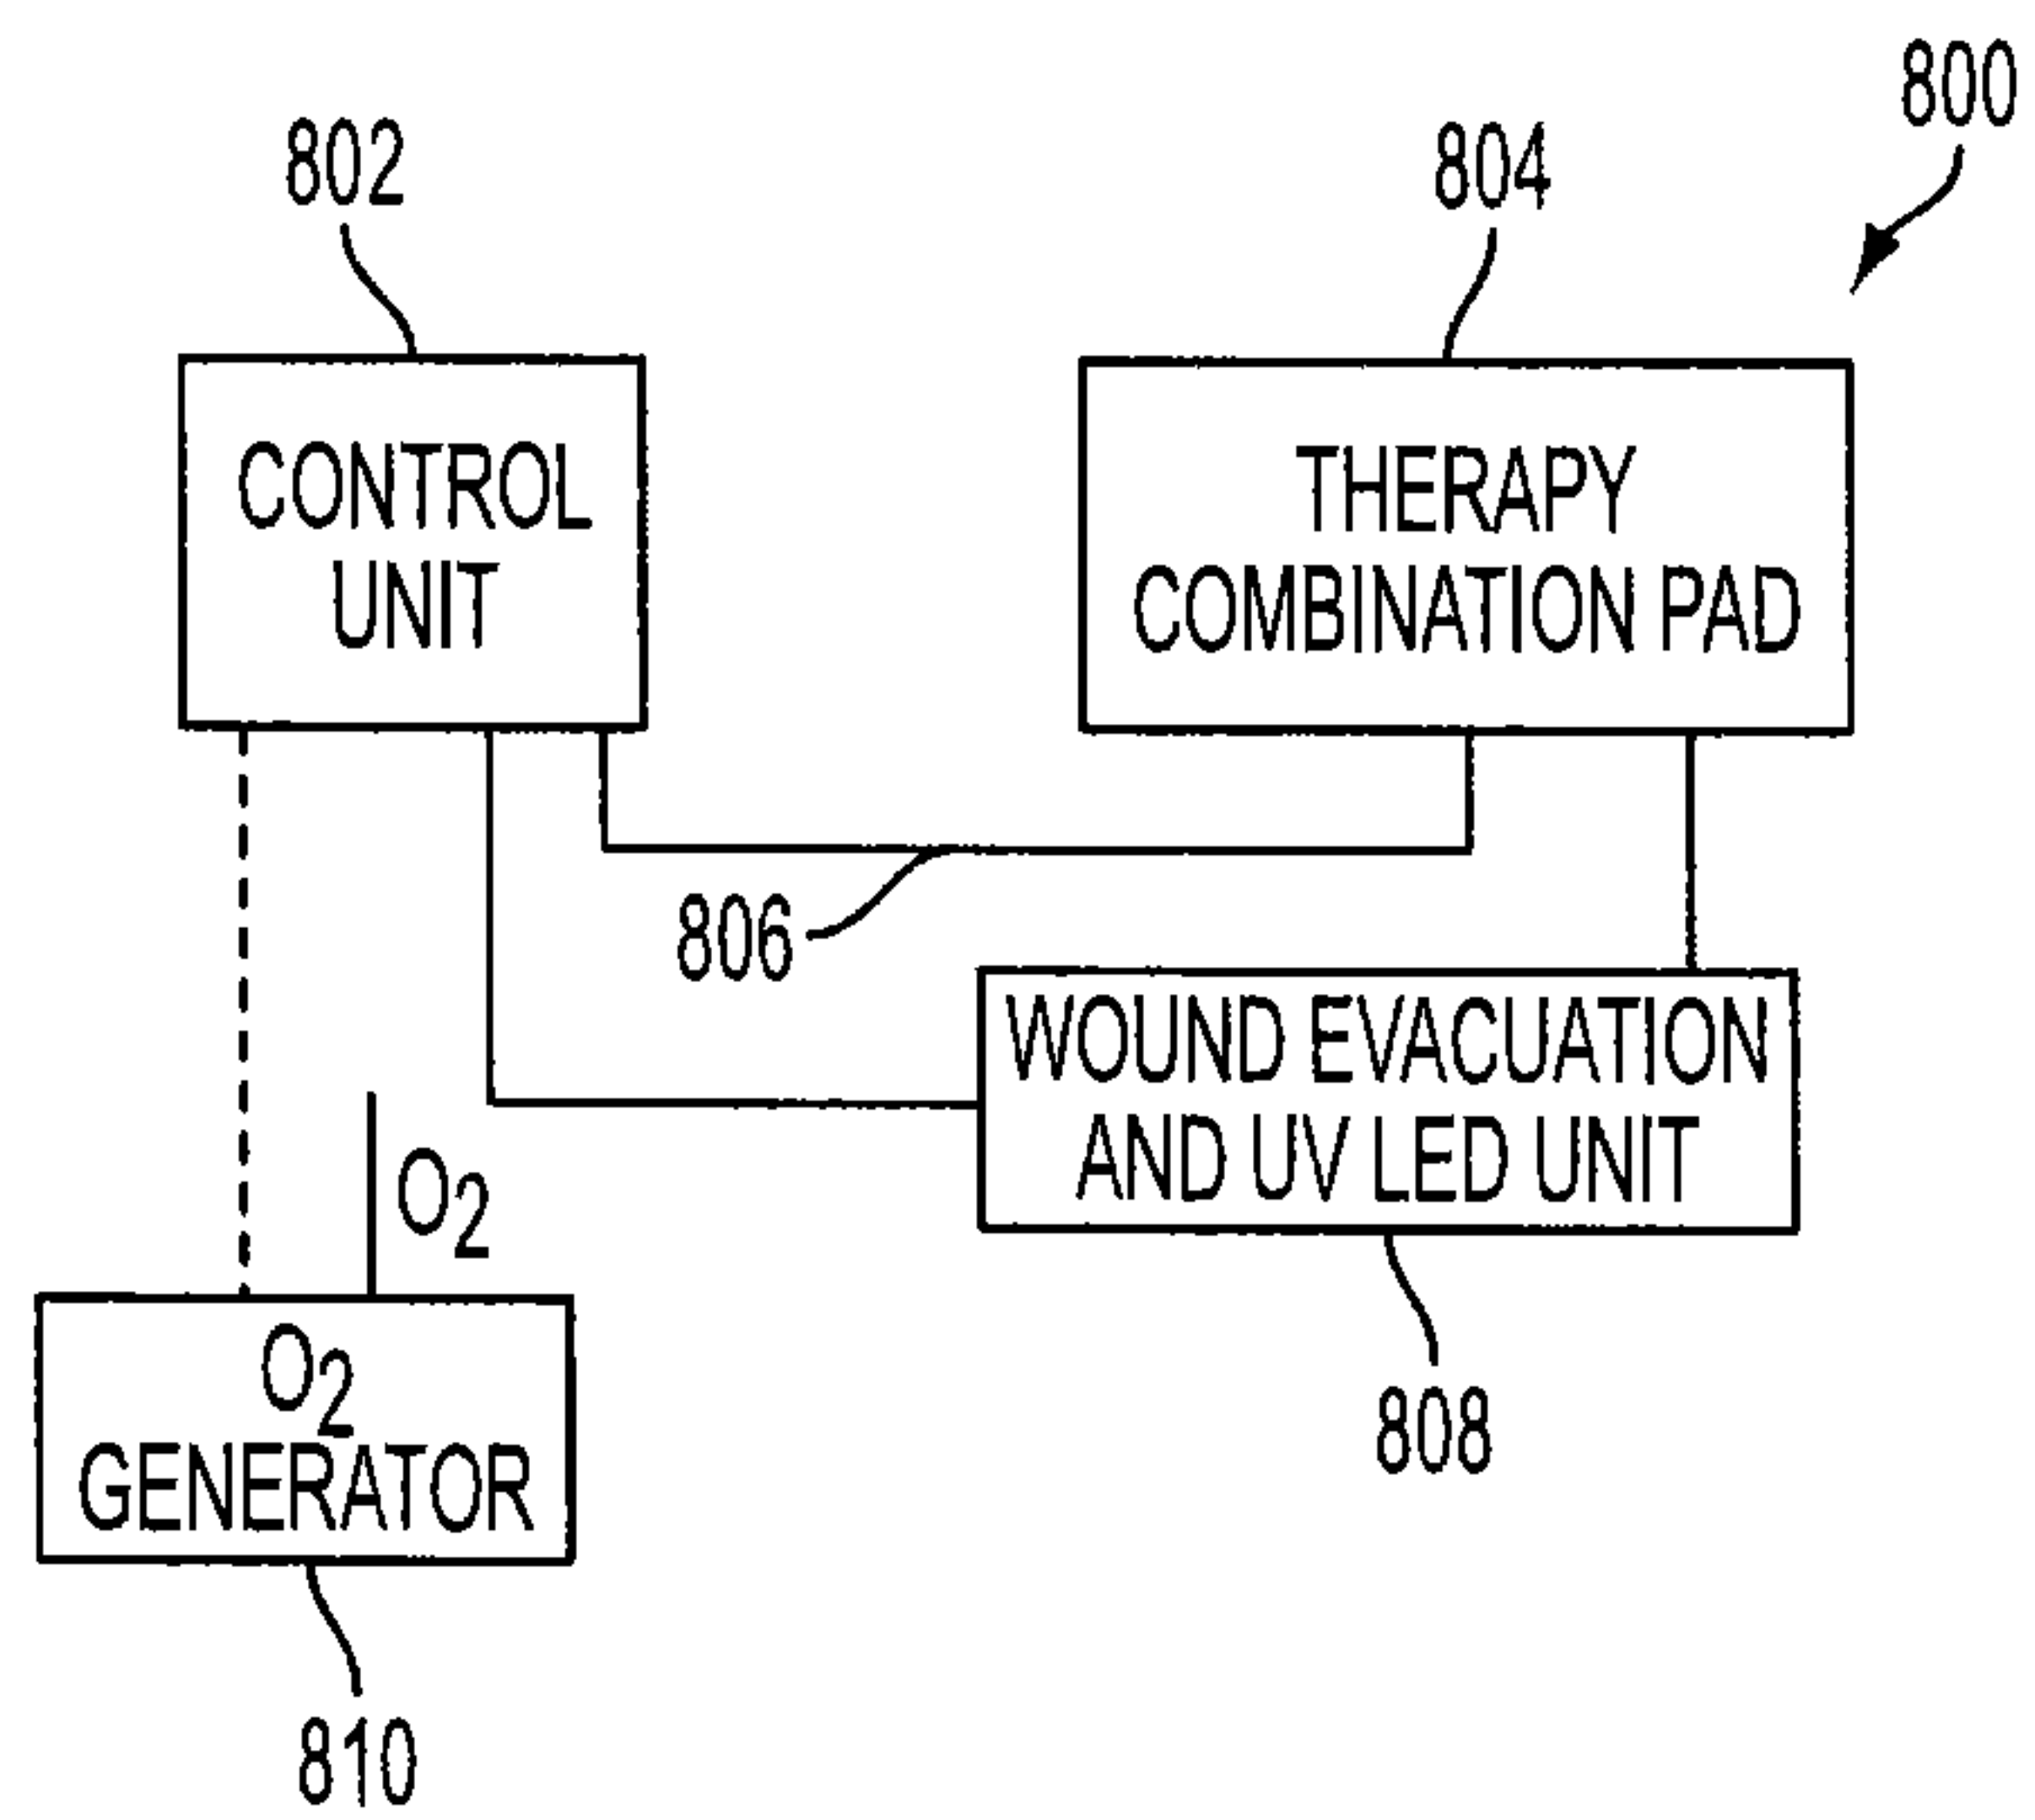 800
802
804
CONTROL
UNIT
THERAPY
COMBINATION PAD
806
WOUND EVACUATION
AND UV LED UNIT
O2
O2
GENERATOR
808
810